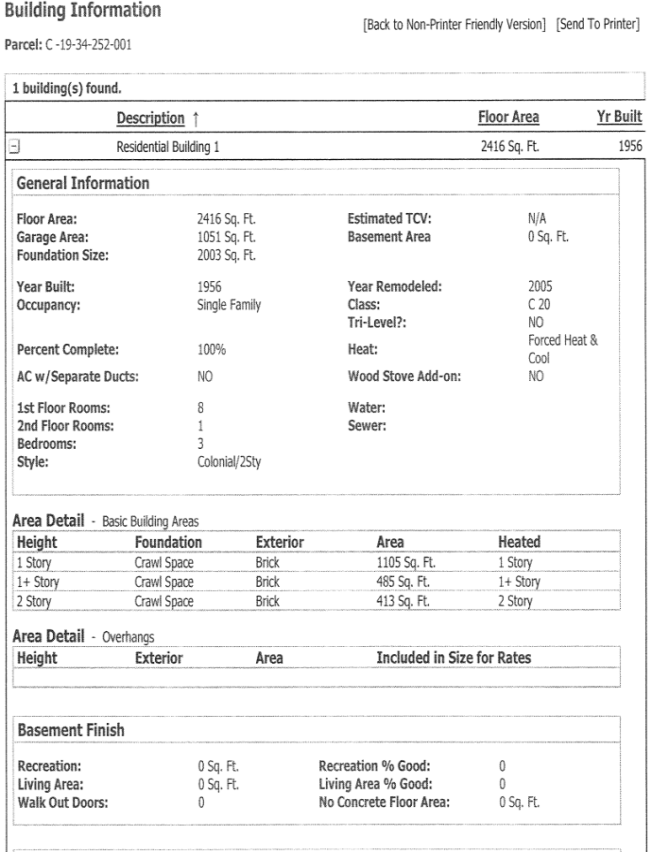 Building Information
[Back to Non-Printer Friendly Version] [Send To Printer]
Parcel: C -19-34-252-001
1 building(s) found.
Description ↑ Floor Area Yr Built
Residential Building 1 2416 Sq. Ft. 1956
General Information
Floor Area: 2416 Sq. Ft. Estimated TCV: N/A
Garage Area: 1051 Sq. Ft. Basement Area 0 Sq. Ft.
Foundation Size: 2003 Sq. Ft.
Year Built: 1956 Year Remodeled: 2005
Occupancy: Single Family Class: C 20
Tri-Level?: NO
Percent Complete: 100% Heat: Forced Heat &
Cool
AC w/Separate Ducts: NO Wood Stove Add-on: NO
1st Floor Rooms: 8 Water:
2nd Floor Rooms: 1 Sewer:
Bedrooms: 3
Style: Colonial/2Sty
Area Detail - Basic Building Areas
Height Foundation Exterior Area Heated
1 Story Crawl Space Brick 1105 Sq. Ft. 1 Story
1+ Story Crawl Space Brick 485 Sq. Ft. 1+ Story
2 Story Crawl Space Brick 413 Sq. Ft. 2 Story
Area Detail - Overhangs
Height Exterior Area Included in Size for Rates
Basement Finish
Recreation: 0 Sq. Ft. Recreation % Good: 0
Living Area: 0 Sq. Ft. Living Area % Good: 0
Walk Out Doors: 0 No Concrete Floor Area: 0 Sq. Ft.